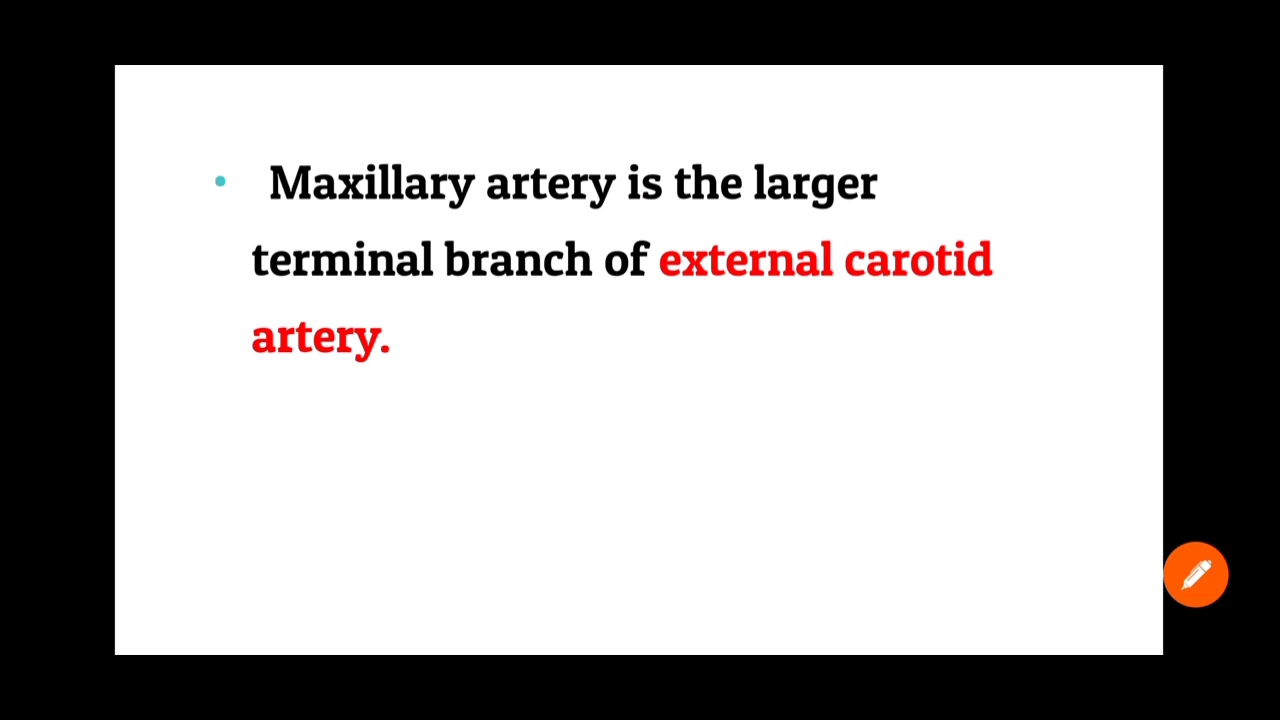 • Maxillary artery is the larger
terminal branch of external carotid
artery.